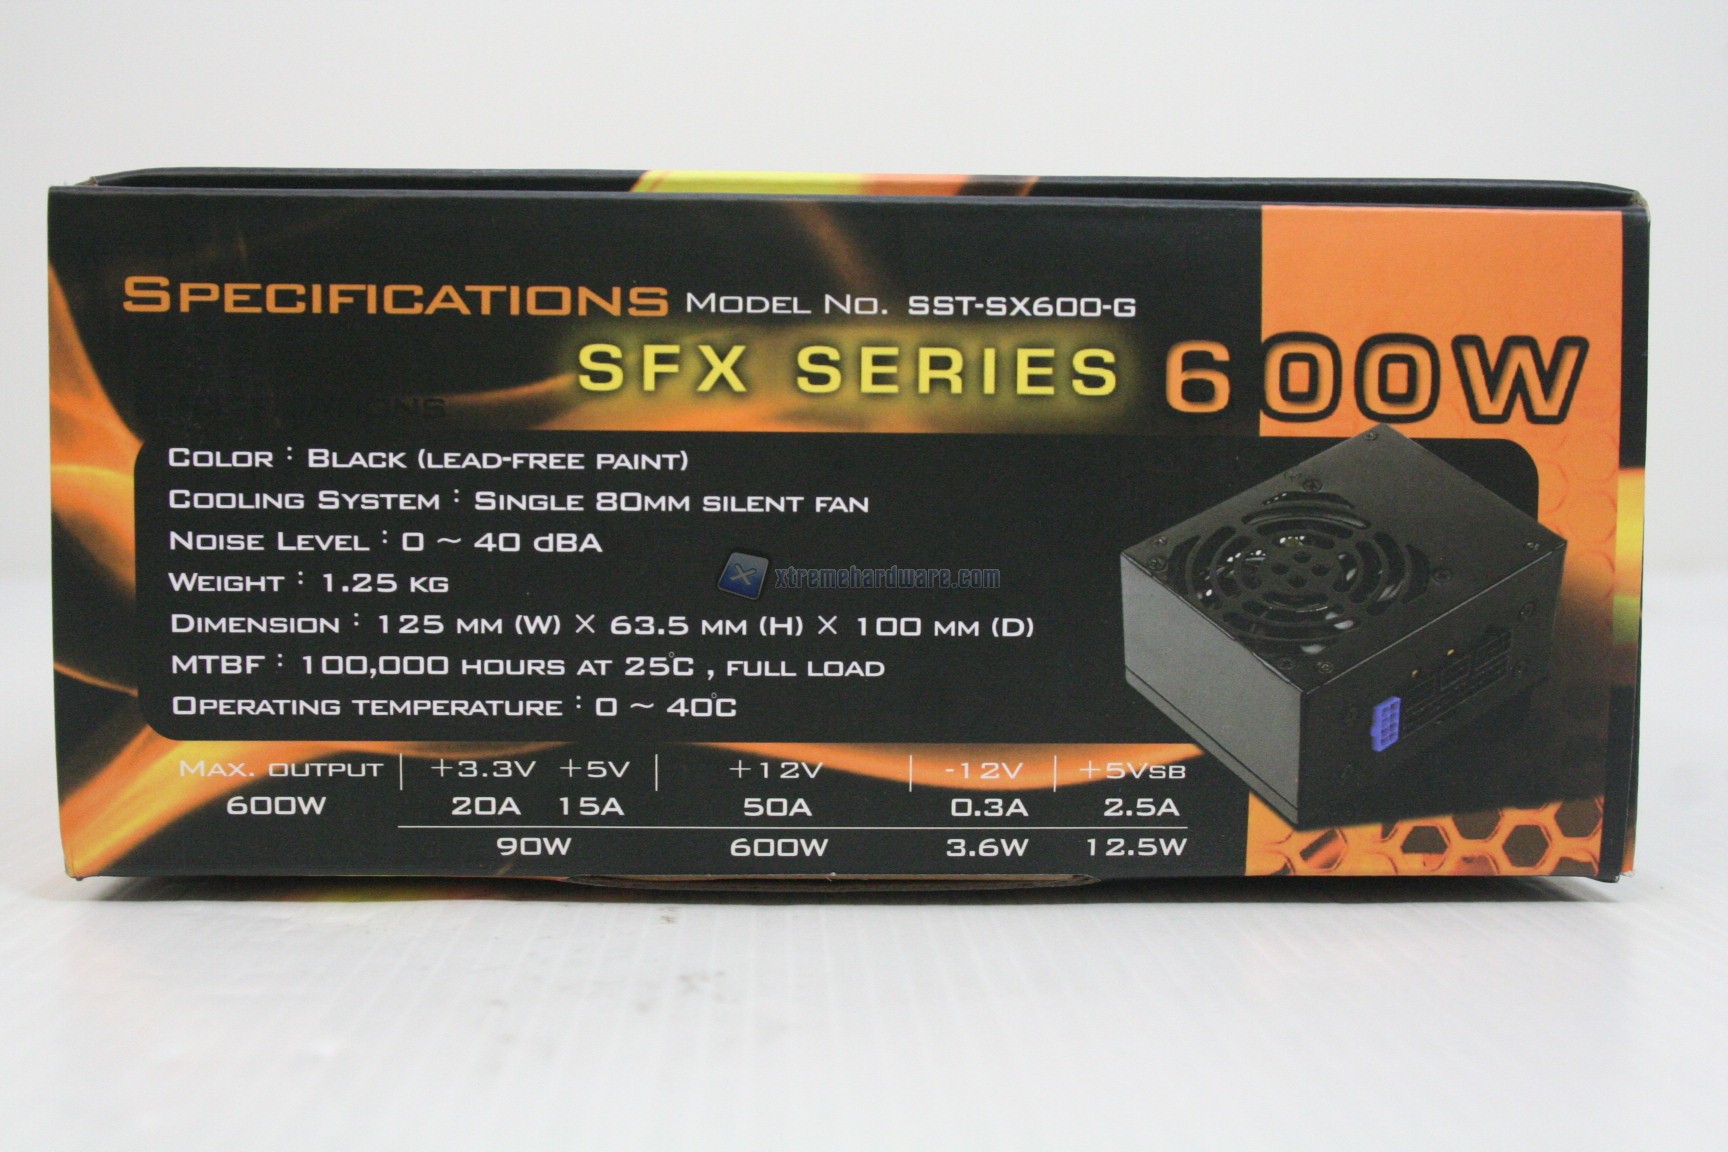 SPECIFICATIONS MODEL NO. SST-SX600-G
SFX SERIES 600W
COLOR : BLACK (LEAD-FREE PAINT)
COOLING SYSTEM : SINGLE 80MM SILENT FAN
NOISE LEVEL : 0 ~ 40 dBA
WEIGHT : 1.25 KG
DIMENSION : 125 MM (W) X 63.5 MM (H) X 100 MM (D)
MTBF : 100,000 HOURS AT 25℃ , FULL LOAD
OPERATING TEMPERATURE : 0 ~ 40℃
MAX. OUTPUT | +3.3V +5V | +12V | -12V | +5VSB
600W 20A 15A 50A 0.3A 2.5A
90W 600W 3.6W 12.5W
xtremehardware.com